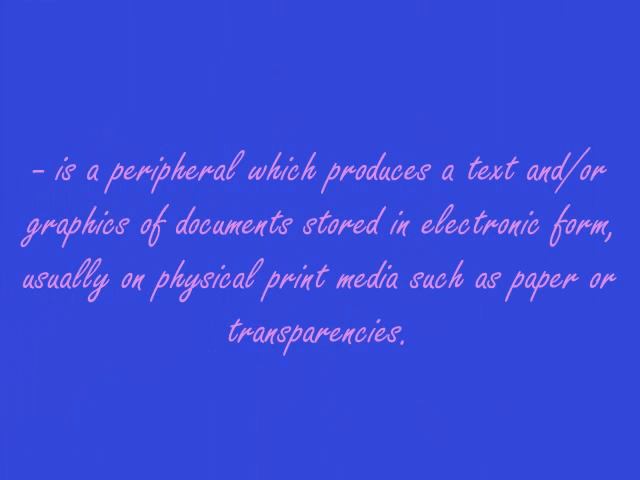 - is a peripheral which produces a text and/or
graphics of documents stored in electronic form,
usually on physical print media such as paper or
transparencies.